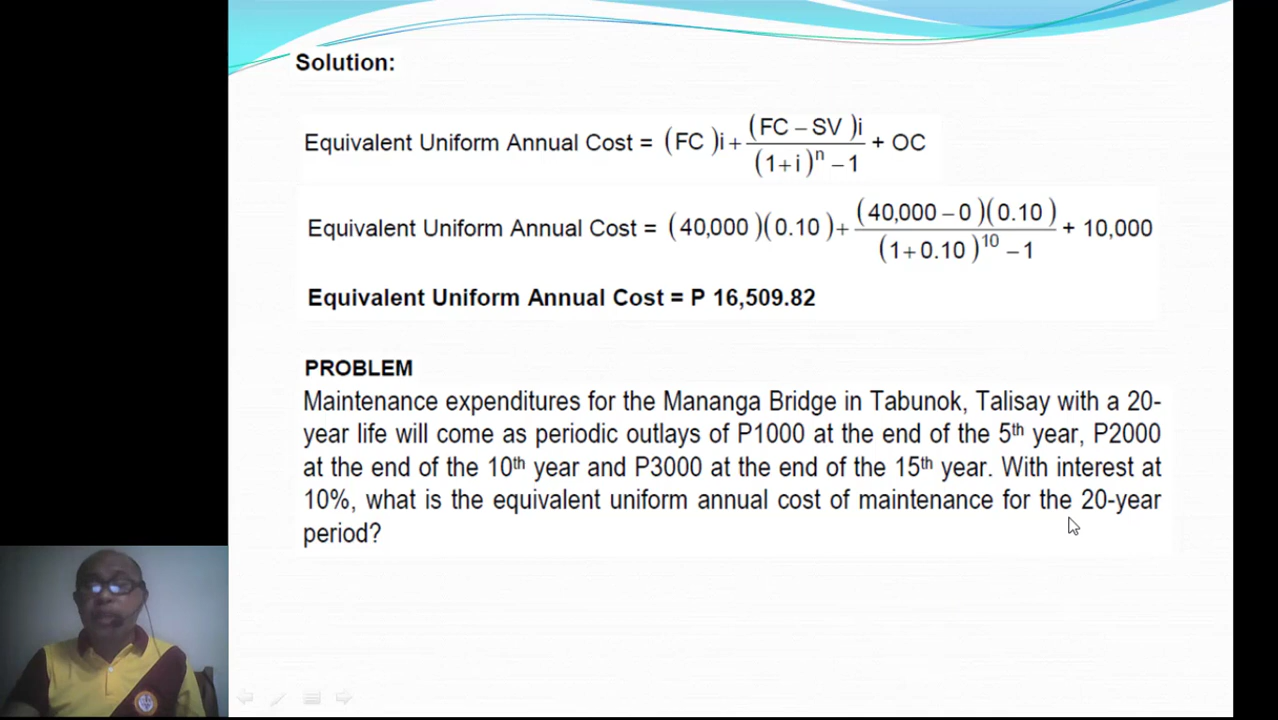 Solution:
Equivalent Uniform Annual Cost = (FC )i + (FC – SV )i / (1+i)ⁿ – 1 + OC
Equivalent Uniform Annual Cost = (40,000)(0.10)+ (40,000 – 0)(0.10) / (1+0.10)¹⁰ – 1 + 10,000
Equivalent Uniform Annual Cost = P 16,509.82
PROBLEM
Maintenance expenditures for the Mananga Bridge in Tabunok, Talisay with a 20-
year life will come as periodic outlays of P1000 at the end of the 5th year, P2000
at the end of the 10th year and P3000 at the end of the 15th year. With interest at
10%, what is the equivalent uniform annual cost of maintenance for the 20-year
period?